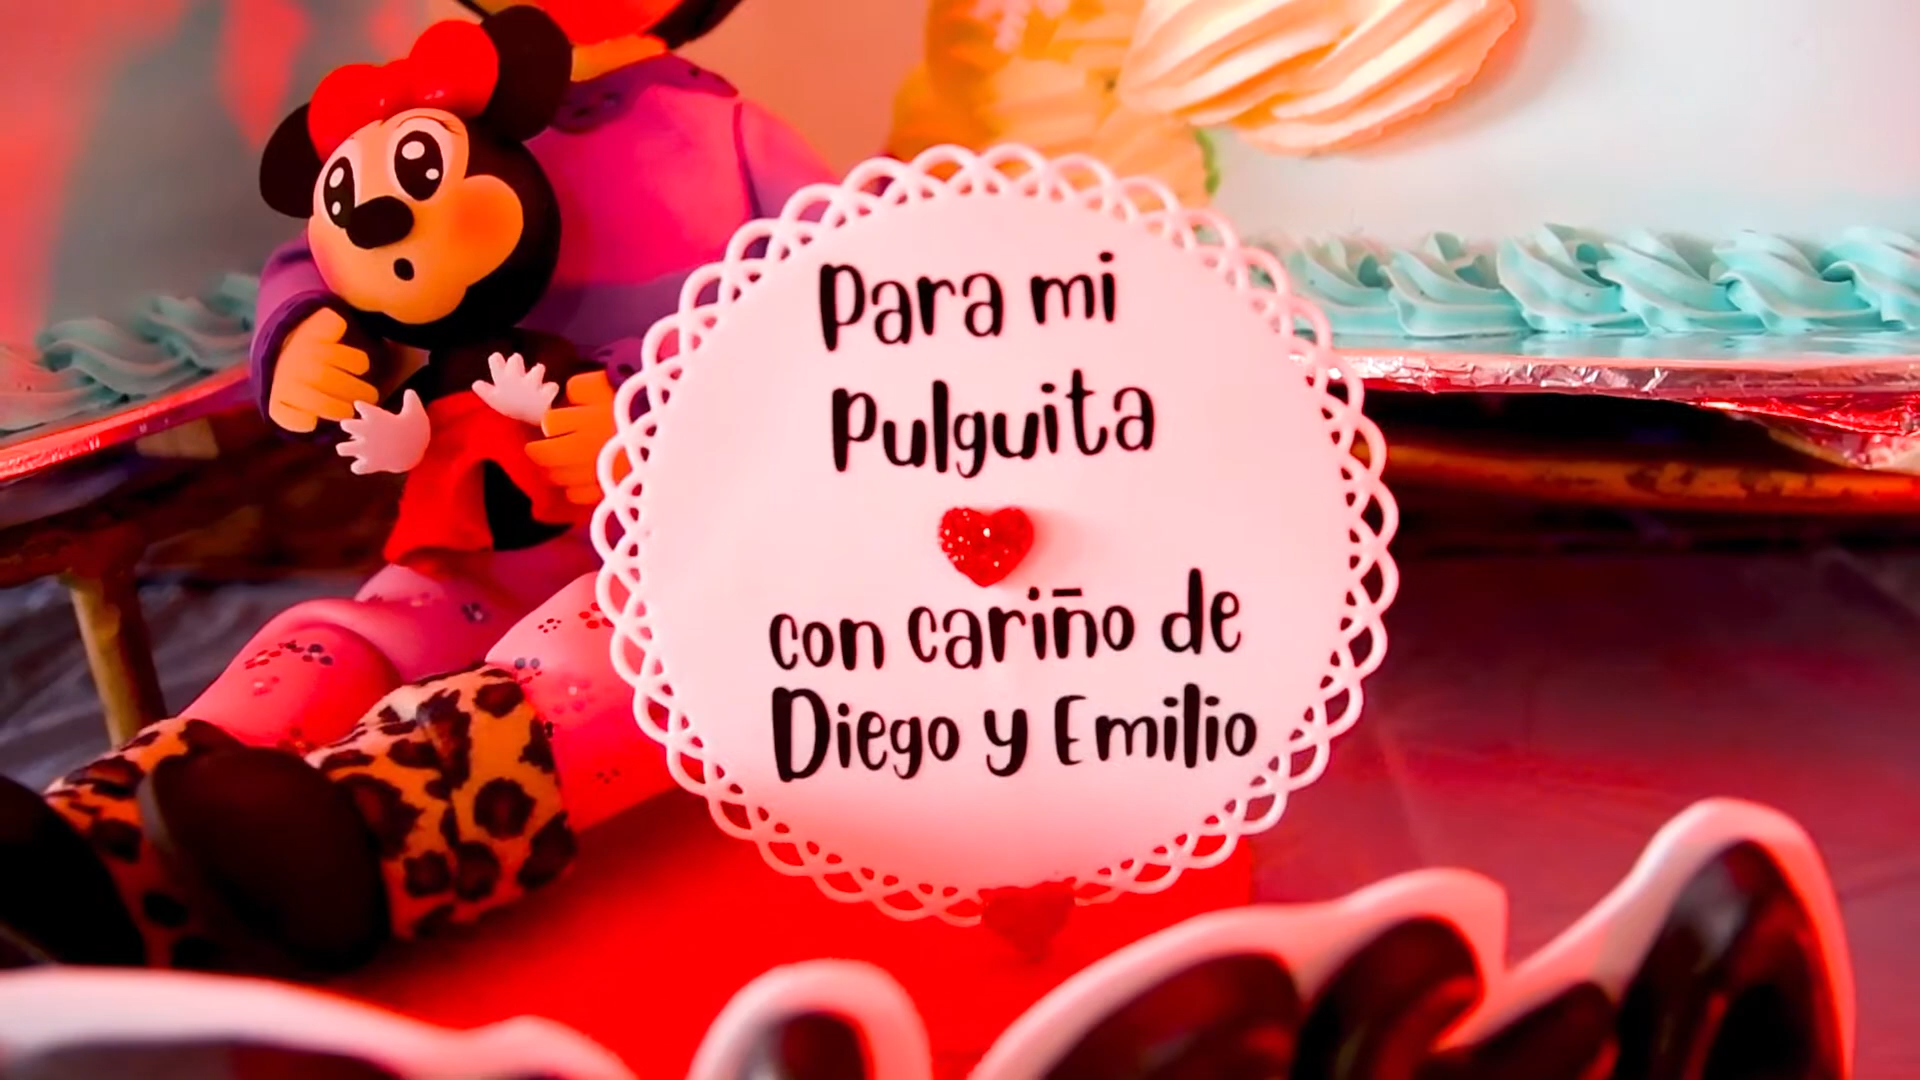 Para mi
Pulguita
con cariño de
Diego y Emilio